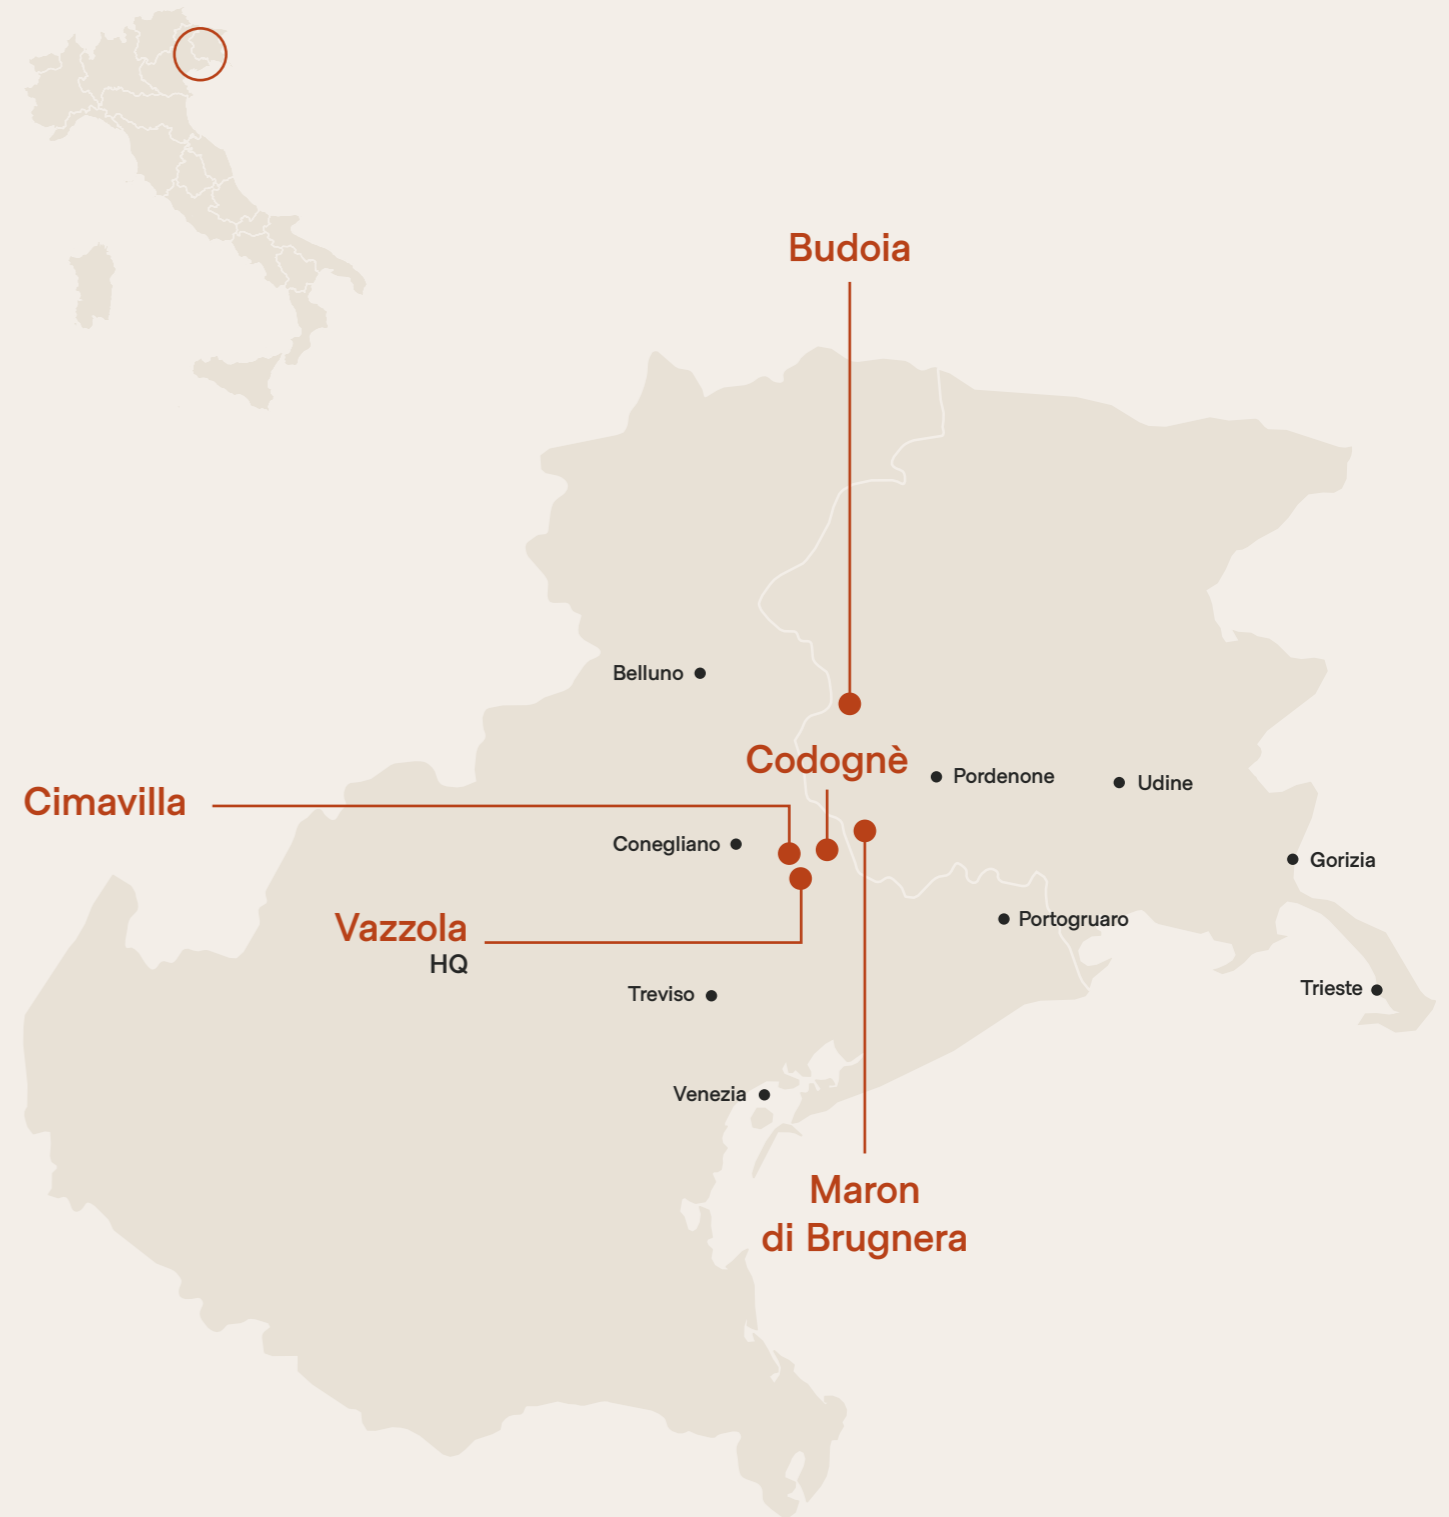 Budoia
Belluno
Codognè
Pordenone
Udine
Cimavilla
Conegliano
Gorizia
Vazzola
HQ
Portogruaro
Treviso
Trieste
Venezia
Maron
di Brugnera